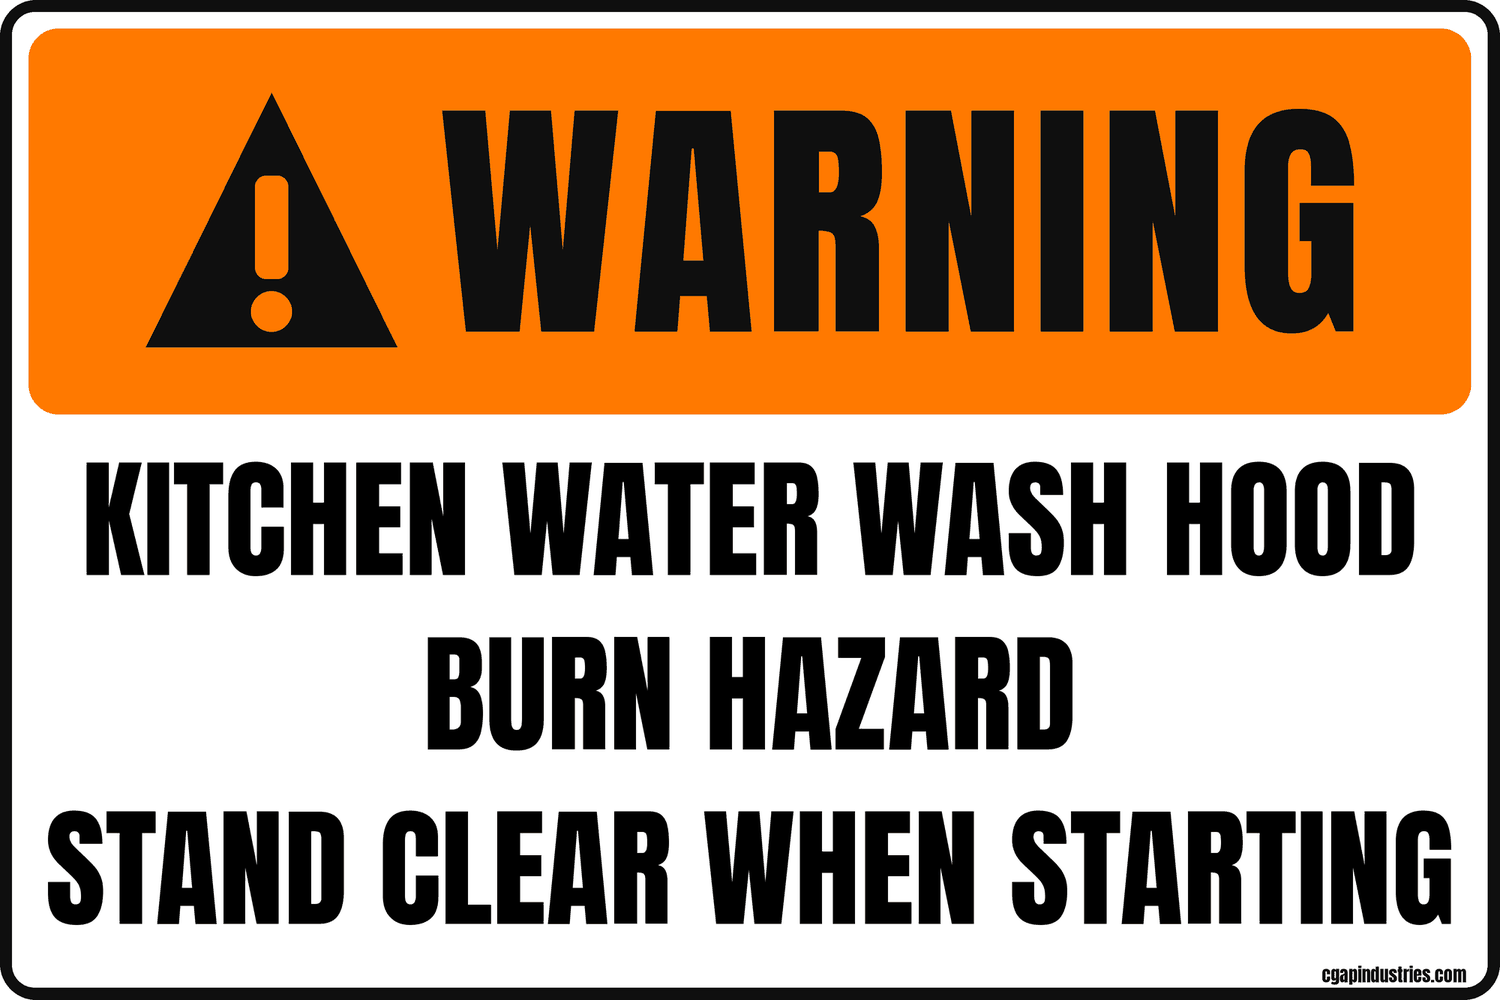 WARNING
KITCHEN WATER WASH HOOD
BURN HAZARD
STAND CLEAR WHEN STARTING
cgapindustries.com